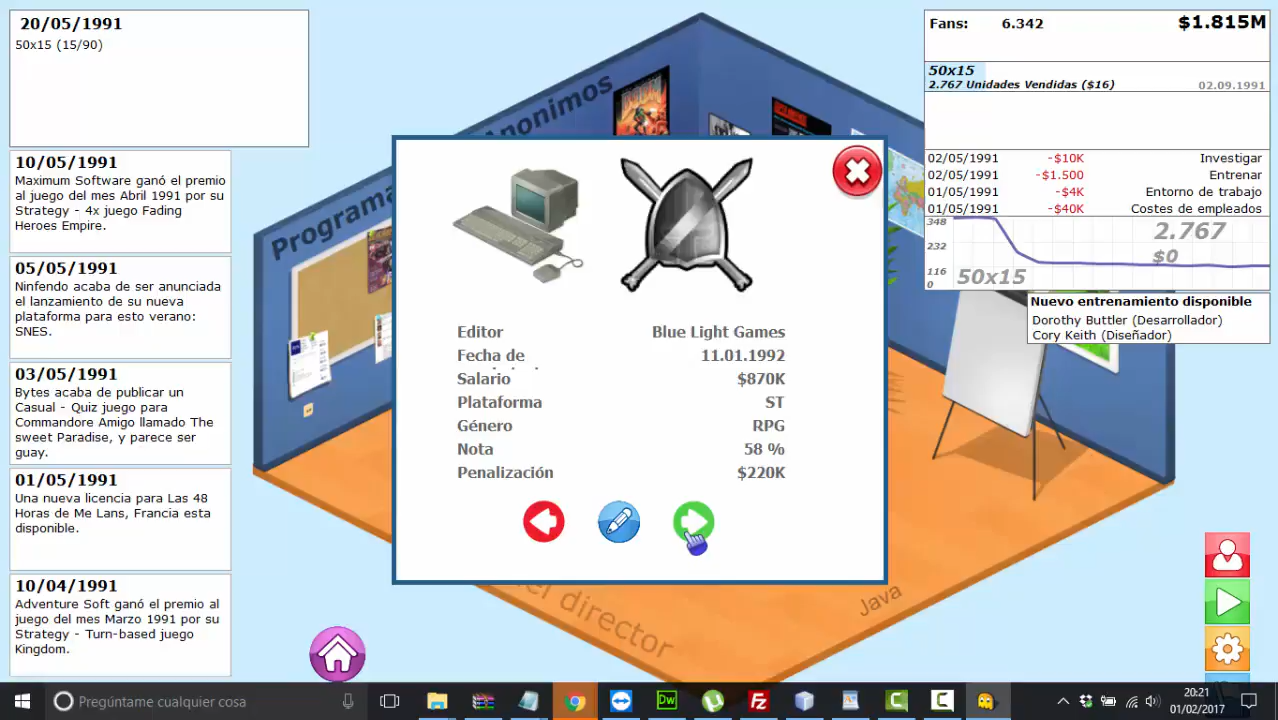 20/05/1991
50x15 (15/90)
10/05/1991
Maximum Software ganó el premio
al juego del mes Abril 1991 por su
Strategy - 4x juego Fading
Heroes Empire.
05/05/1991
Ninfendo acaba de ser anunciada
el lanzamiento de su nueva
plataforma para esto verano:
SNES.
03/05/1991
Bytes acaba de publicar un
Casual - Quiz juego para
Commandore Amigo llamado The
sweet Paradise, y parece ser
guay.
01/05/1991
Una nueva licencia para Las 48
Horas de Me Lans, Francia esta
disponible.
10/04/1991
Adventure Soft ganó el premio al
juego del mes Marzo 1991 por su
Strategy - Turn-based juego
Kingdom.
Anonimos
Programa
DOOM
Editor Blue Light Games
Fecha de 11.01.1992
Salario $870K
Plataforma ST
Género RPG
Nota 58 %
Penalización $220K
el director
Java
Fans: 6.342 $1.815M
50x15
2.767 Unidades Vendidas ($16) 02.09.1991
02/05/1991 -$10K Investigar
02/05/1991 -$1.500 Entrenar
01/05/1991 -$4K Entorno de trabajo
01/05/1991 -$40K Costes de empleados
348
232
116
0
2.767
$0
50x15
Nuevo entrenamiento disponible
Dorothy Buttler (Desarrollador)
Cory Keith (Diseñador)
Pregúntame cualquier cosa
Dw
20:21
01/02/2017